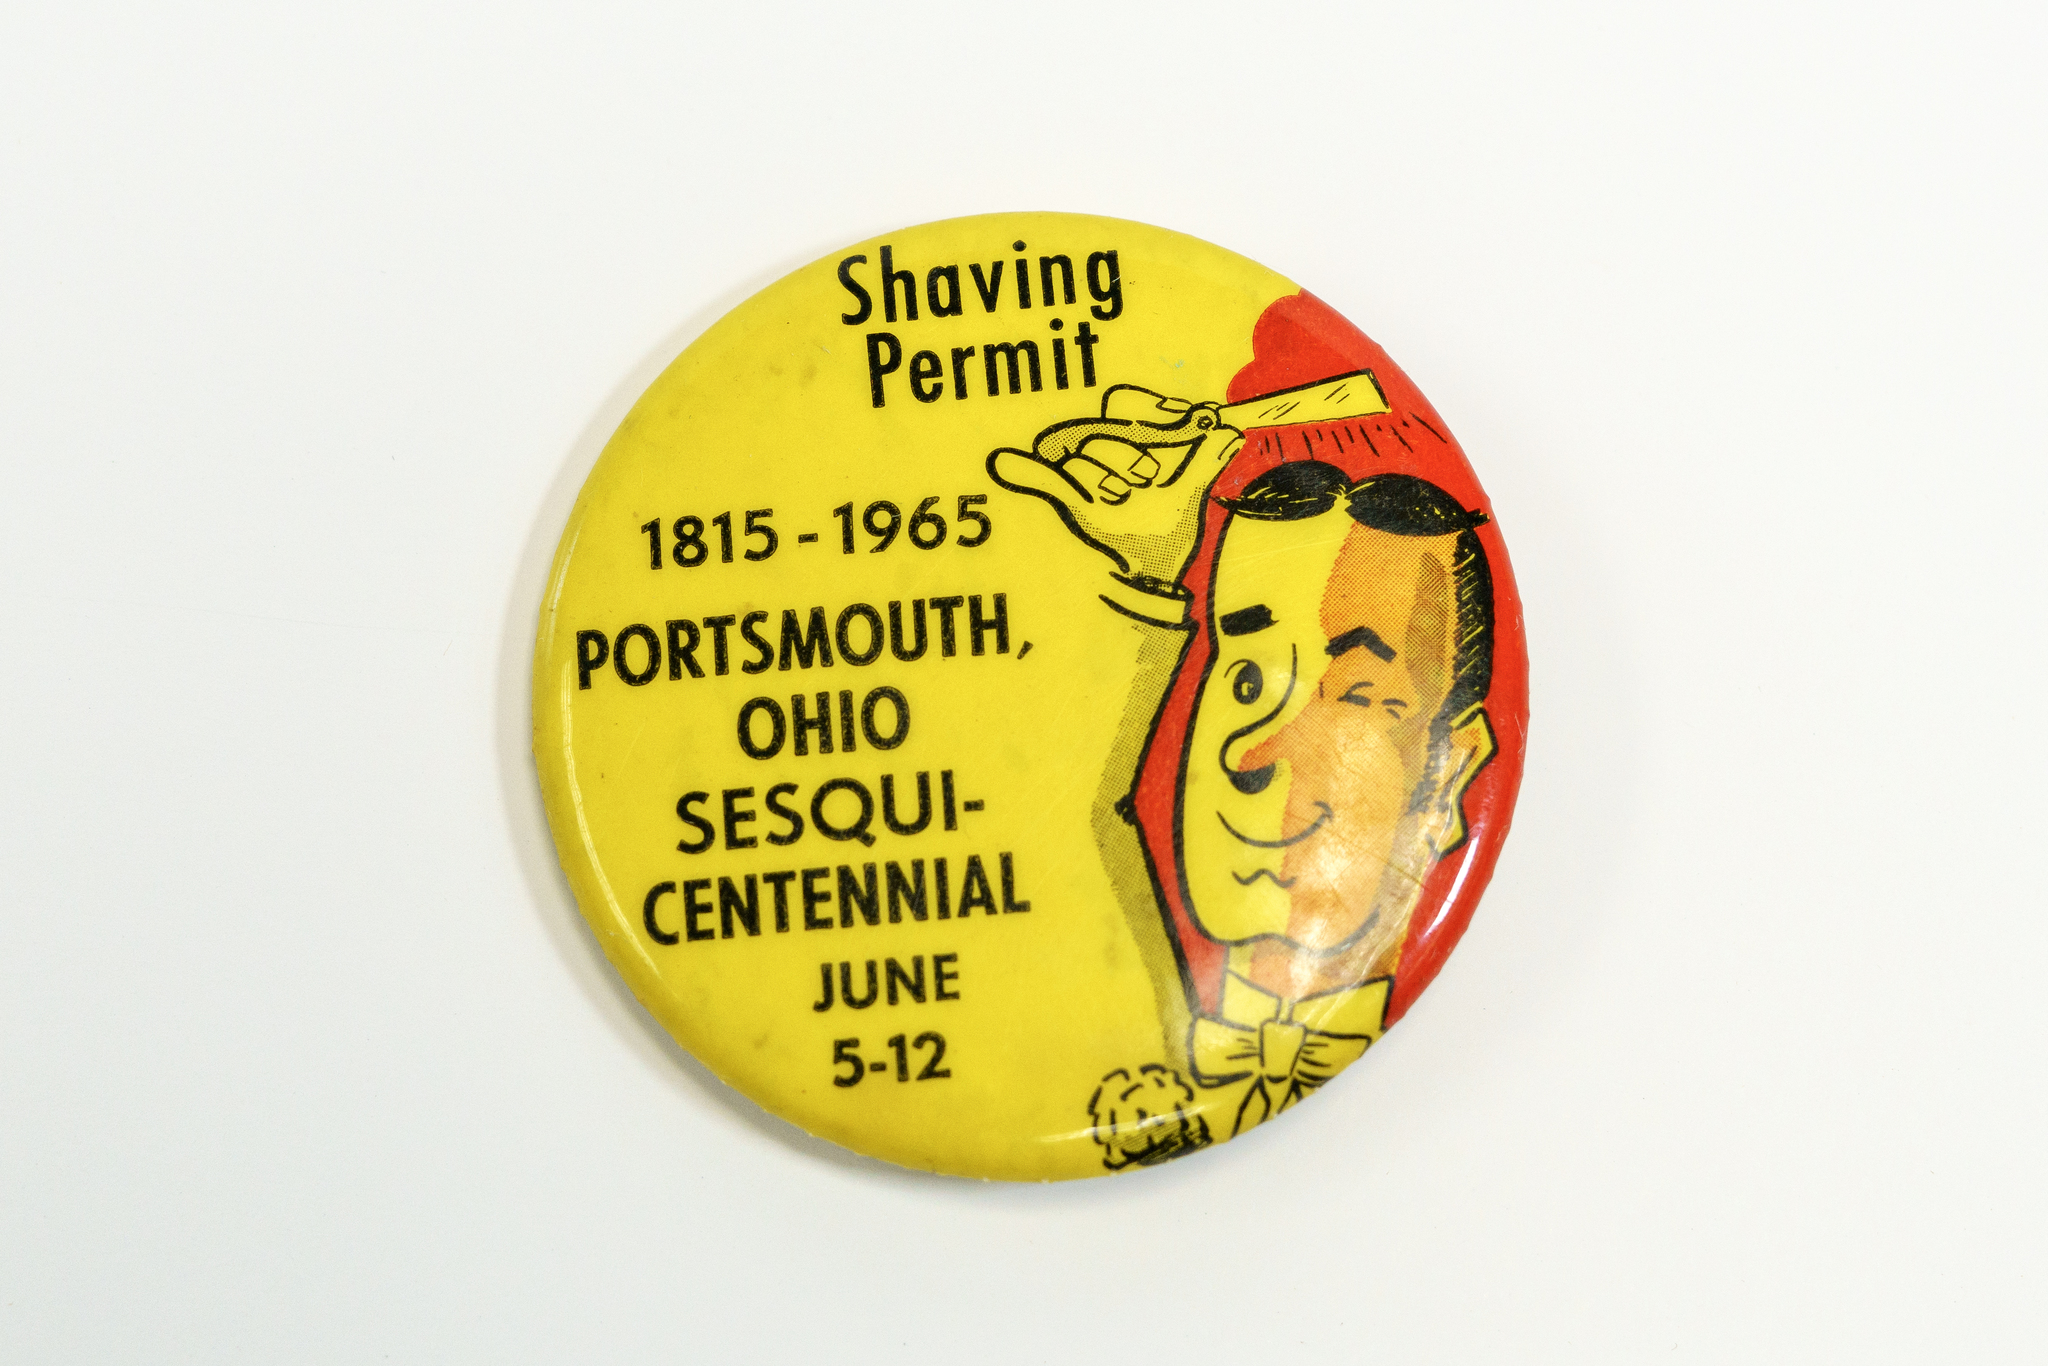 Shaving
Permit
1815 - 1965
PORTSMOUTH,
OHIO
SESQUI-
CENTENNIAL
JUNE
5-12